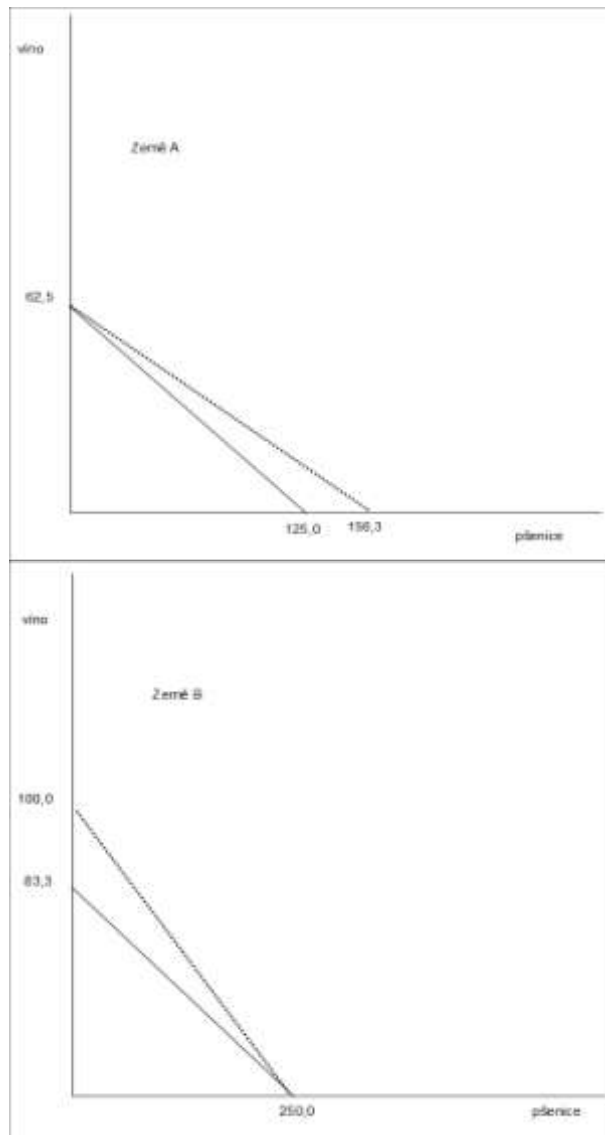 víno
Země A
62,5
125,0
156,3
pšenice
víno
Země B
100,0
83,3
250,0
pšenice